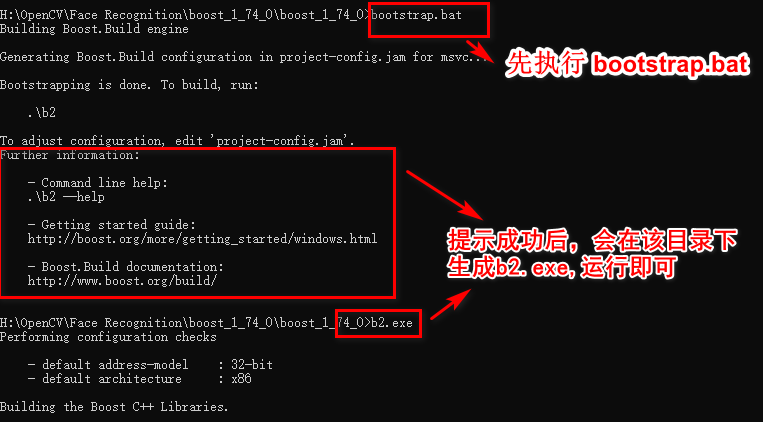 H:\OpenCV\Face Recognition\boost_1_74_0\boost_1_74_0>bootstrap.bat
Building Boost.Build engine
Generating Boost.Build configuration in project-config.jam for msvc...
先执行 bootstrap.bat
Bootstrapping is done. To build, run:
.\b2
To adjust configuration, edit 'project-config.jam'.
Further information:
- Command line help:
.\b2 --help
- Getting started guide:
http://boost.org/more/getting_started/windows.html
- Boost.Build documentation:
http://www.boost.org/build/
提示成功后，会在该目录下
生成b2.exe,运行即可
H:\OpenCV\Face Recognition\boost_1_74_0\boost_1_74_0>b2.exe
Performing configuration checks
- default address-model    : 32-bit
- default architecture     : x86
Building the Boost C++ Libraries.